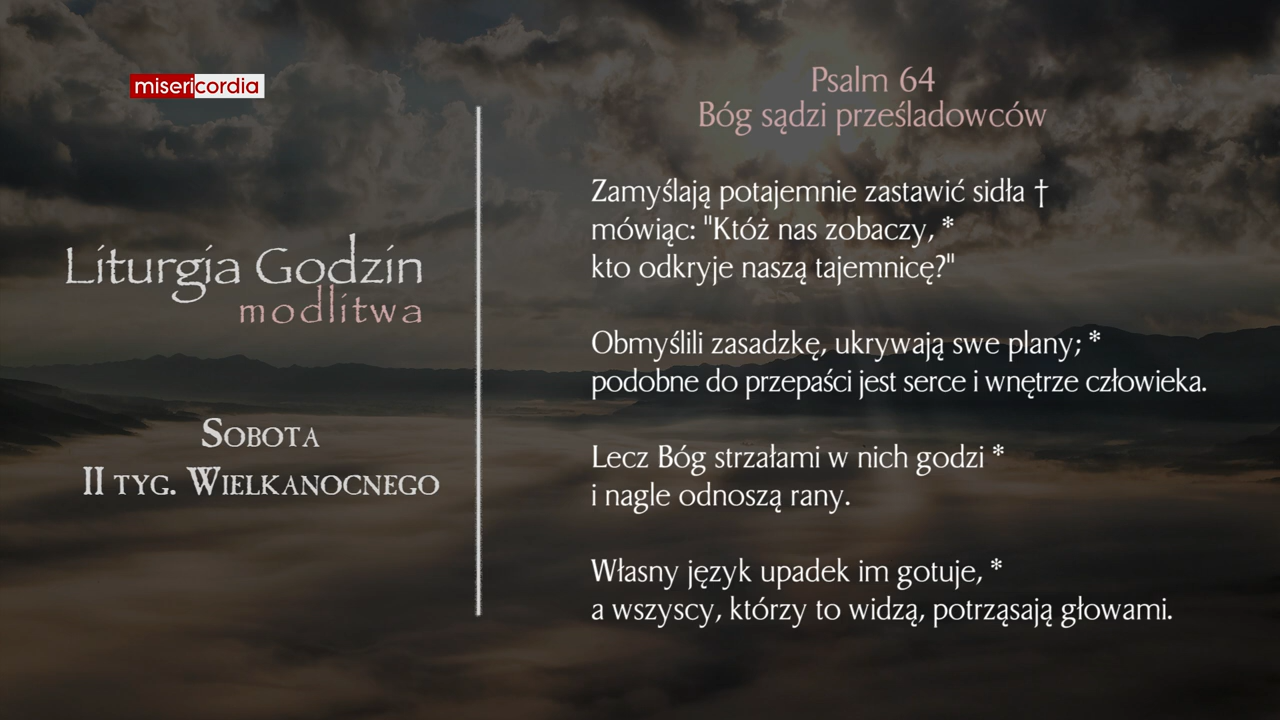 misericordia
Liturgia Godzin
modlitwa
Sobota
II tyg. Wielkanocnego
Psalm 64
Bóg sądzi prześladowców
Zamyślają potajemnie zastawić sidła †
mówiąc: "Któż nas zobaczy, *
kto odkryje naszą tajemnicę?"
Obmyślili zasadzkę, ukrywają swe plany; *
podobne do przepaści jest serce i wnętrze człowieka.
Lecz Bóg strzałami w nich godzi *
i nagle odnoszą rany.
Własny język upadek im gotuje, *
a wszyscy, którzy to widzą, potrząsają głowami.